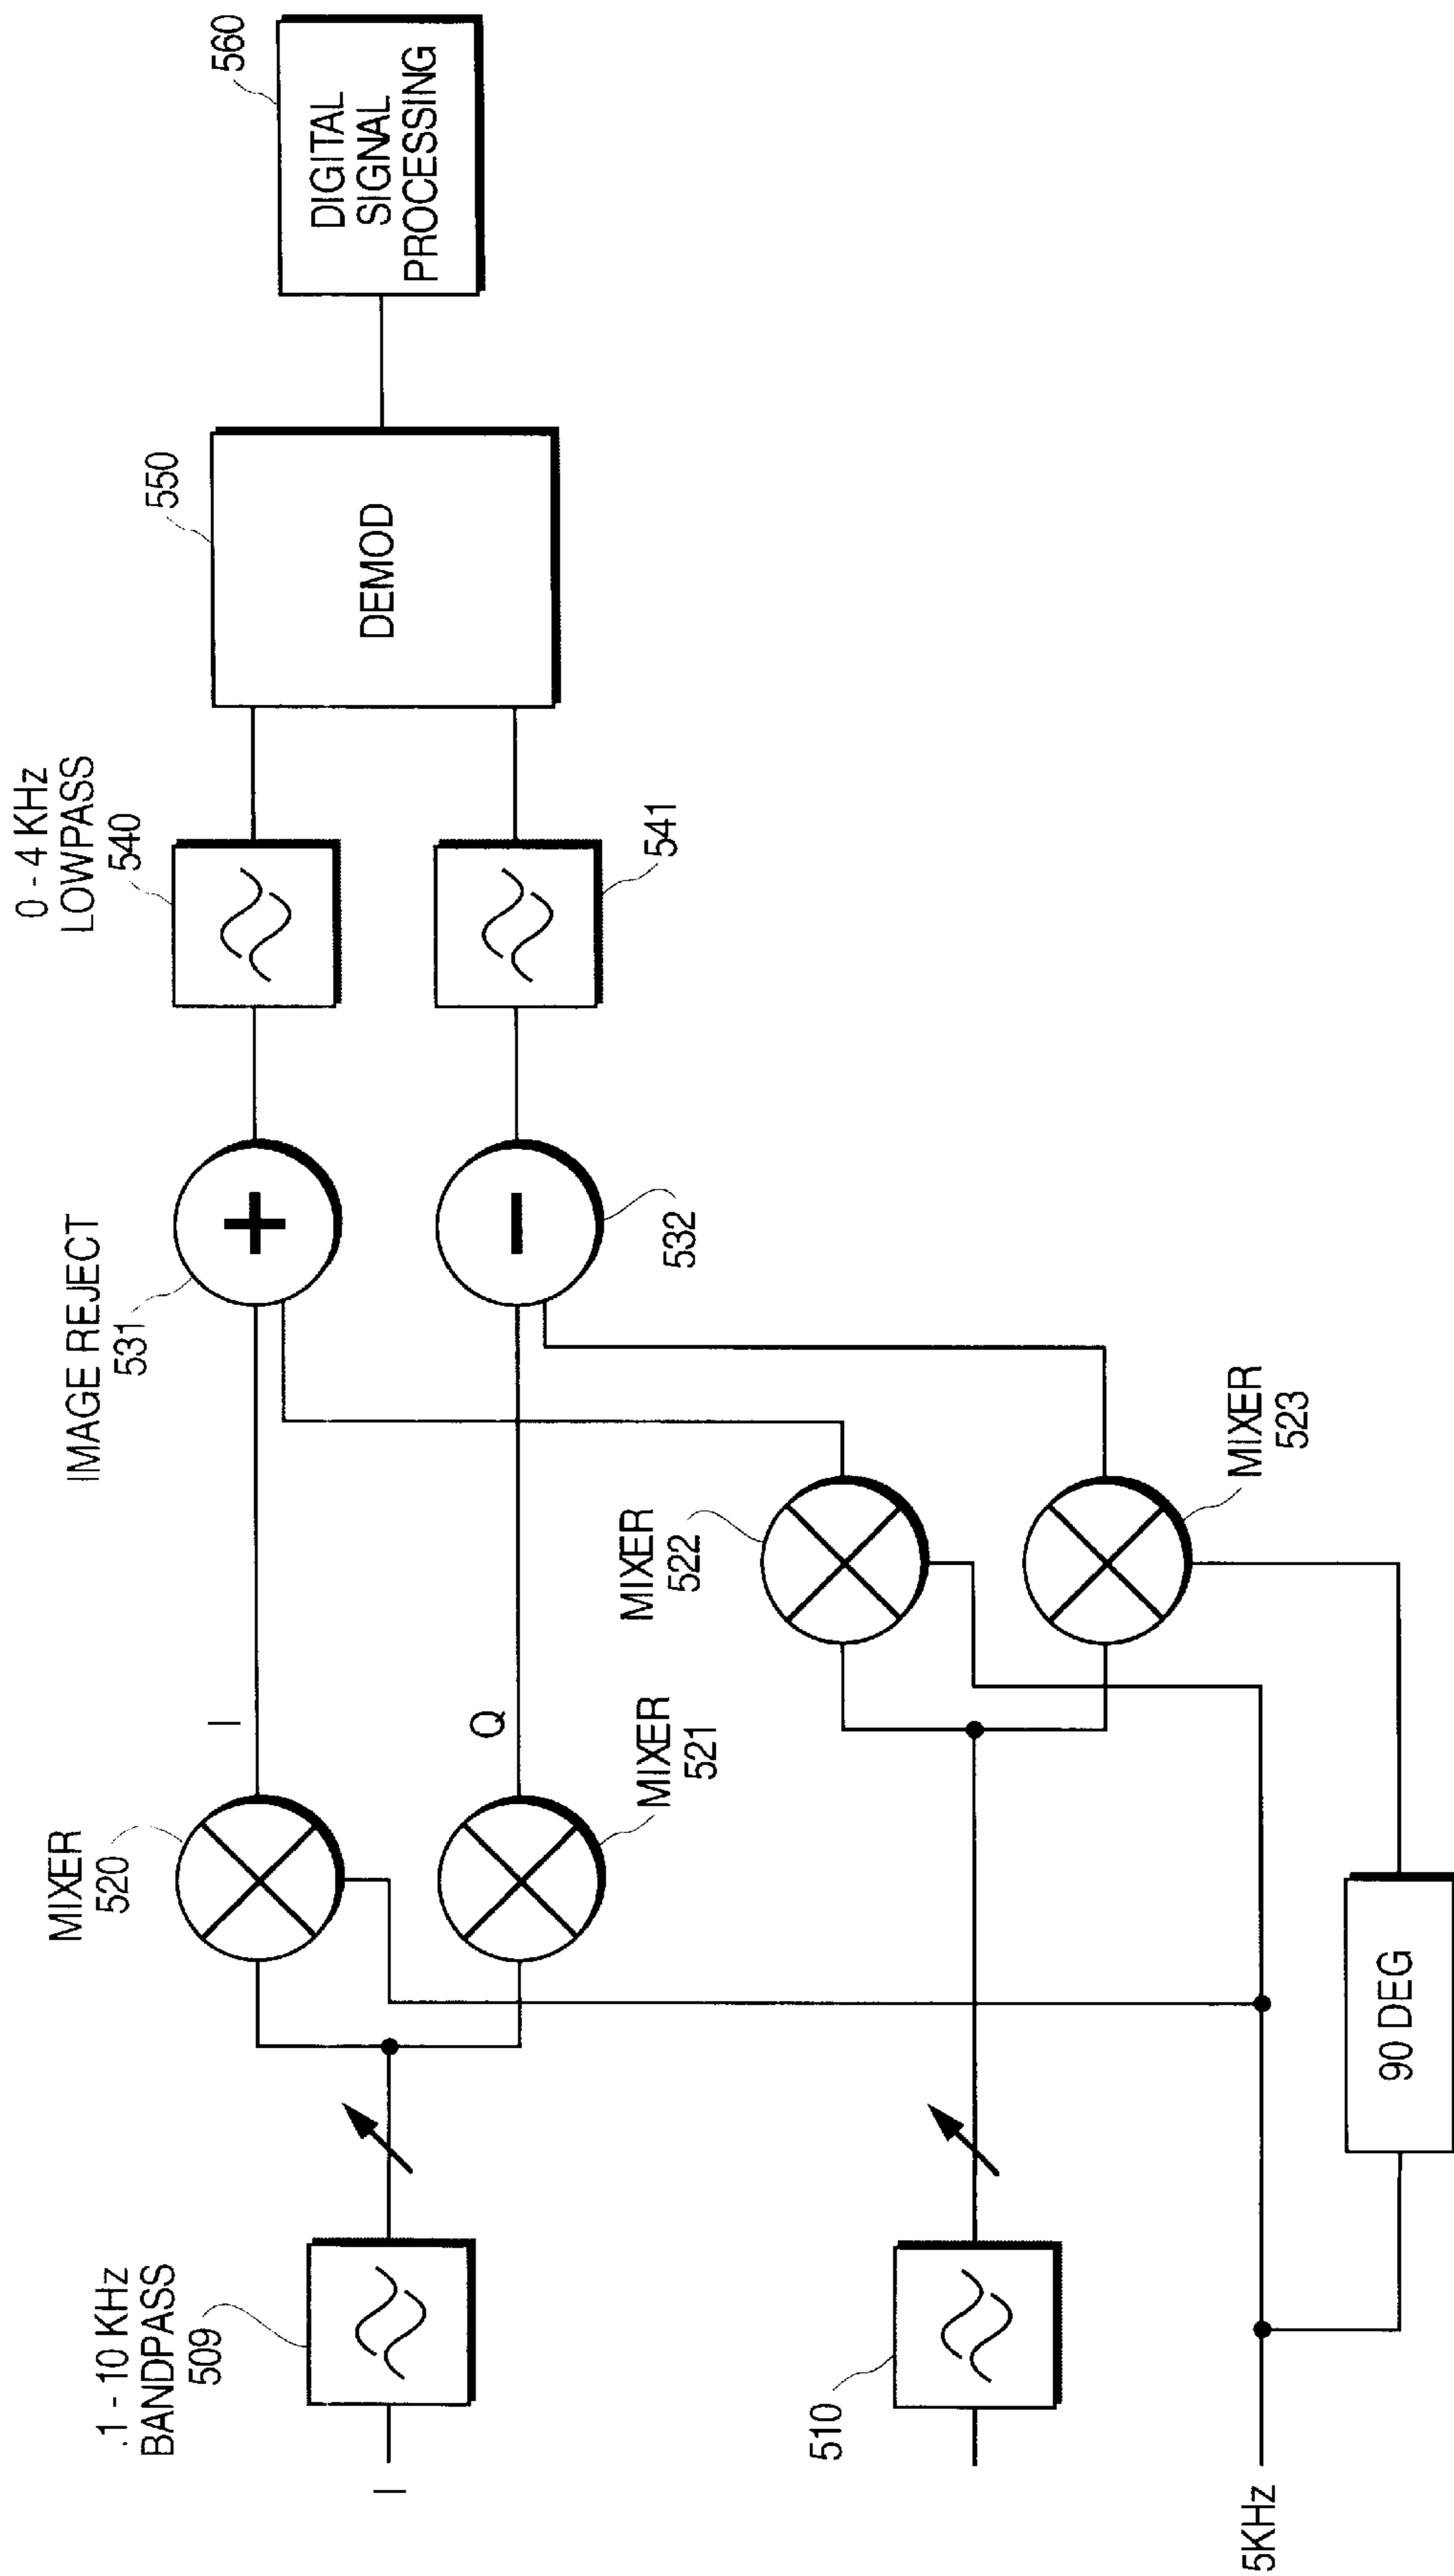 I
.1 - 10 KHz
BANDPASS
509
510
5KHz
90 DEG
MIXER
520
I
MIXER
521
Q
MIXER
522
MIXER
523
IMAGE REJECT
531
+
532
−
0 - 4 KHz
LOWPASS
540
541
550
DEMOD
560
DIGITAL
SIGNAL
PROCESSING